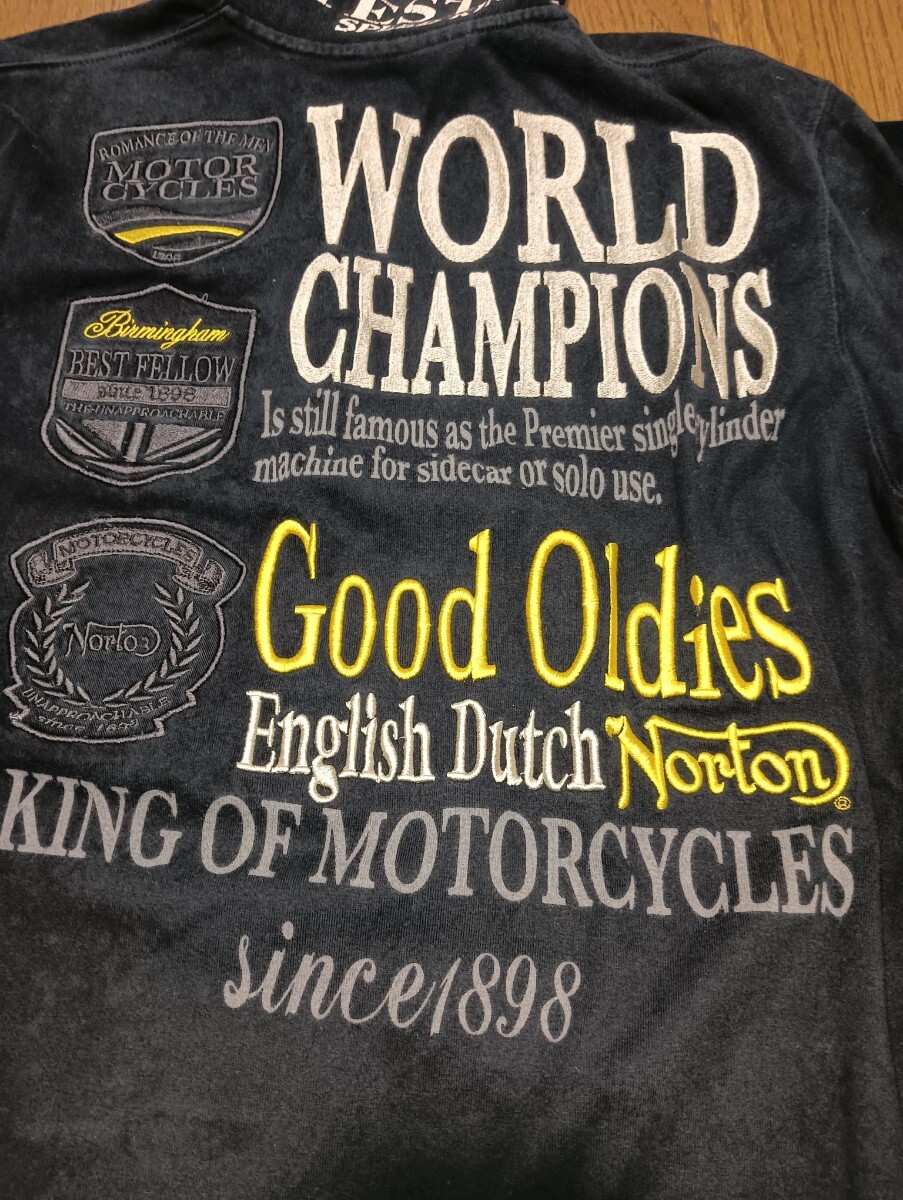 EST
ROMANCE OF THE MEN
MOTOR
CYCLES
WORLD
CHAMPIONS
Birmingham
BEST FELLOW
since 1898
THE UNAPPROACHABLE
Is still famous as the Premier single cylinder
machine for sidecar or solo use.
MOTORCYCLES
Norton
UNAPPROACHABLE
since
Good Oldies
English Dutch Norton®
KING OF MOTORCYCLES
since1898